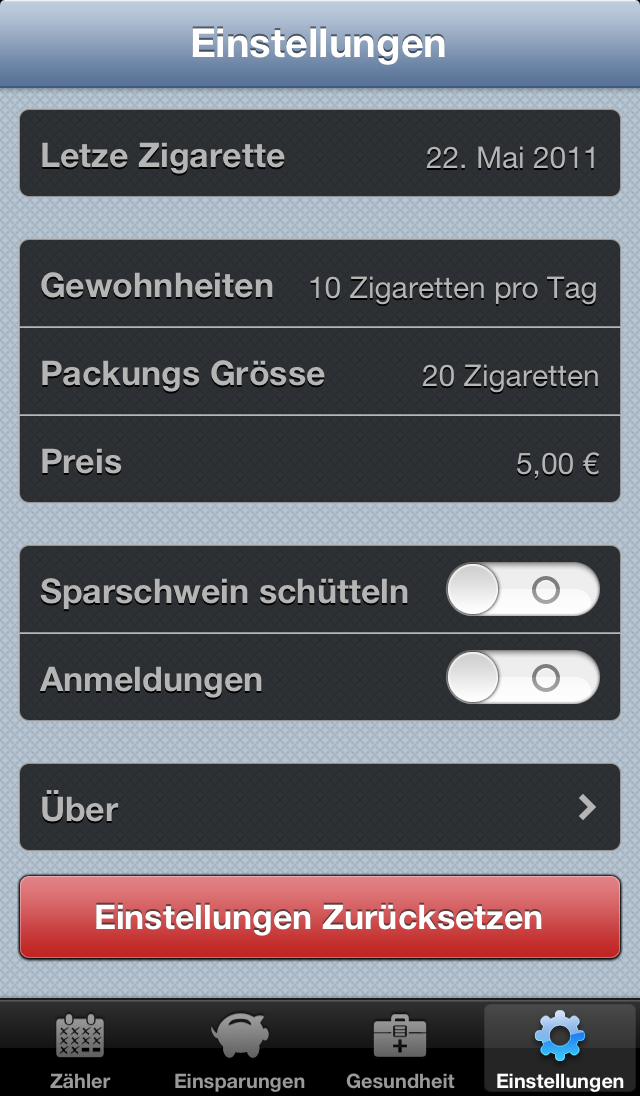 Einstellungen
Letze Zigarette 22. Mai 2011
Gewohnheiten 10 Zigaretten pro Tag
Packungs Grösse 20 Zigaretten
Preis 5,00 €
Sparschwein schütteln
Anmeldungen
Über
Einstellungen Zurücksetzen
Zähler Einsparungen Gesundheit Einstellungen